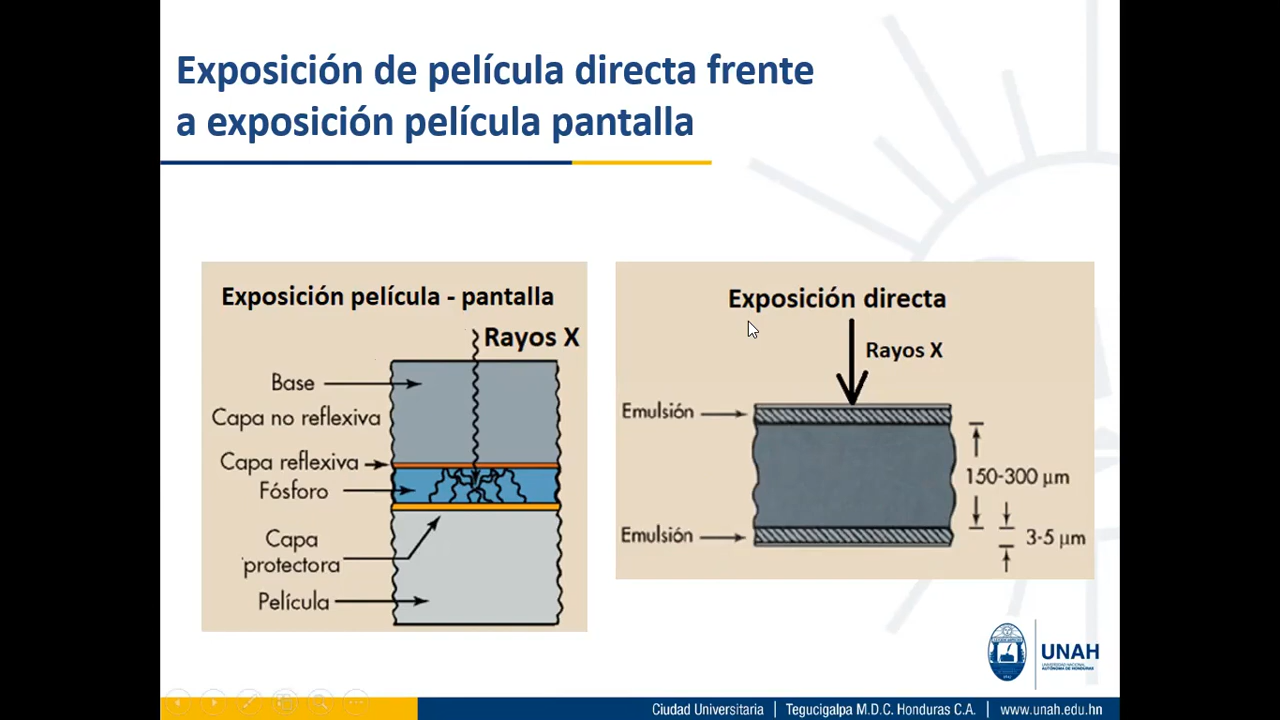 Exposición de película directa frente
a exposición película pantalla
Exposición película - pantalla
Rayos X
Base
Capa no reflexiva
Capa reflexiva
Fósforo
Capa
protectora
Película
Exposición directa
Rayos X
Emulsión
150-300 μm
Emulsión
3-5 μm
UNAH
UNIVERSIDAD NACIONAL
AUTÓNOMA DE HONDURAS
Ciudad Universitaria | Tegucigalpa M.D.C. Honduras C.A. | www.unah.edu.hn